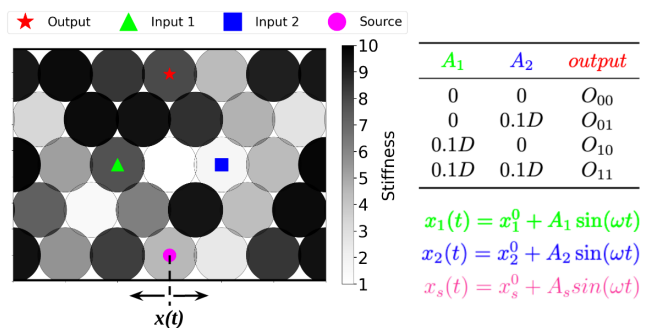 Output Input 1 Input 2 Source
10
9
8
7
6
5
4
3
2
1
Stiffness
x(t)
A₁ A₂ output
0 0 O₀₀
0 0.1D O₀₁
0.1D 0 O₁₀
0.1D 0.1D O₁₁
x₁(t) = x₁⁰ + A₁ sin(ωt)
x₂(t) = x₂⁰ + A₂ sin(ωt)
xₛ(t) = xₛ⁰ + Aₛsin(ωt)